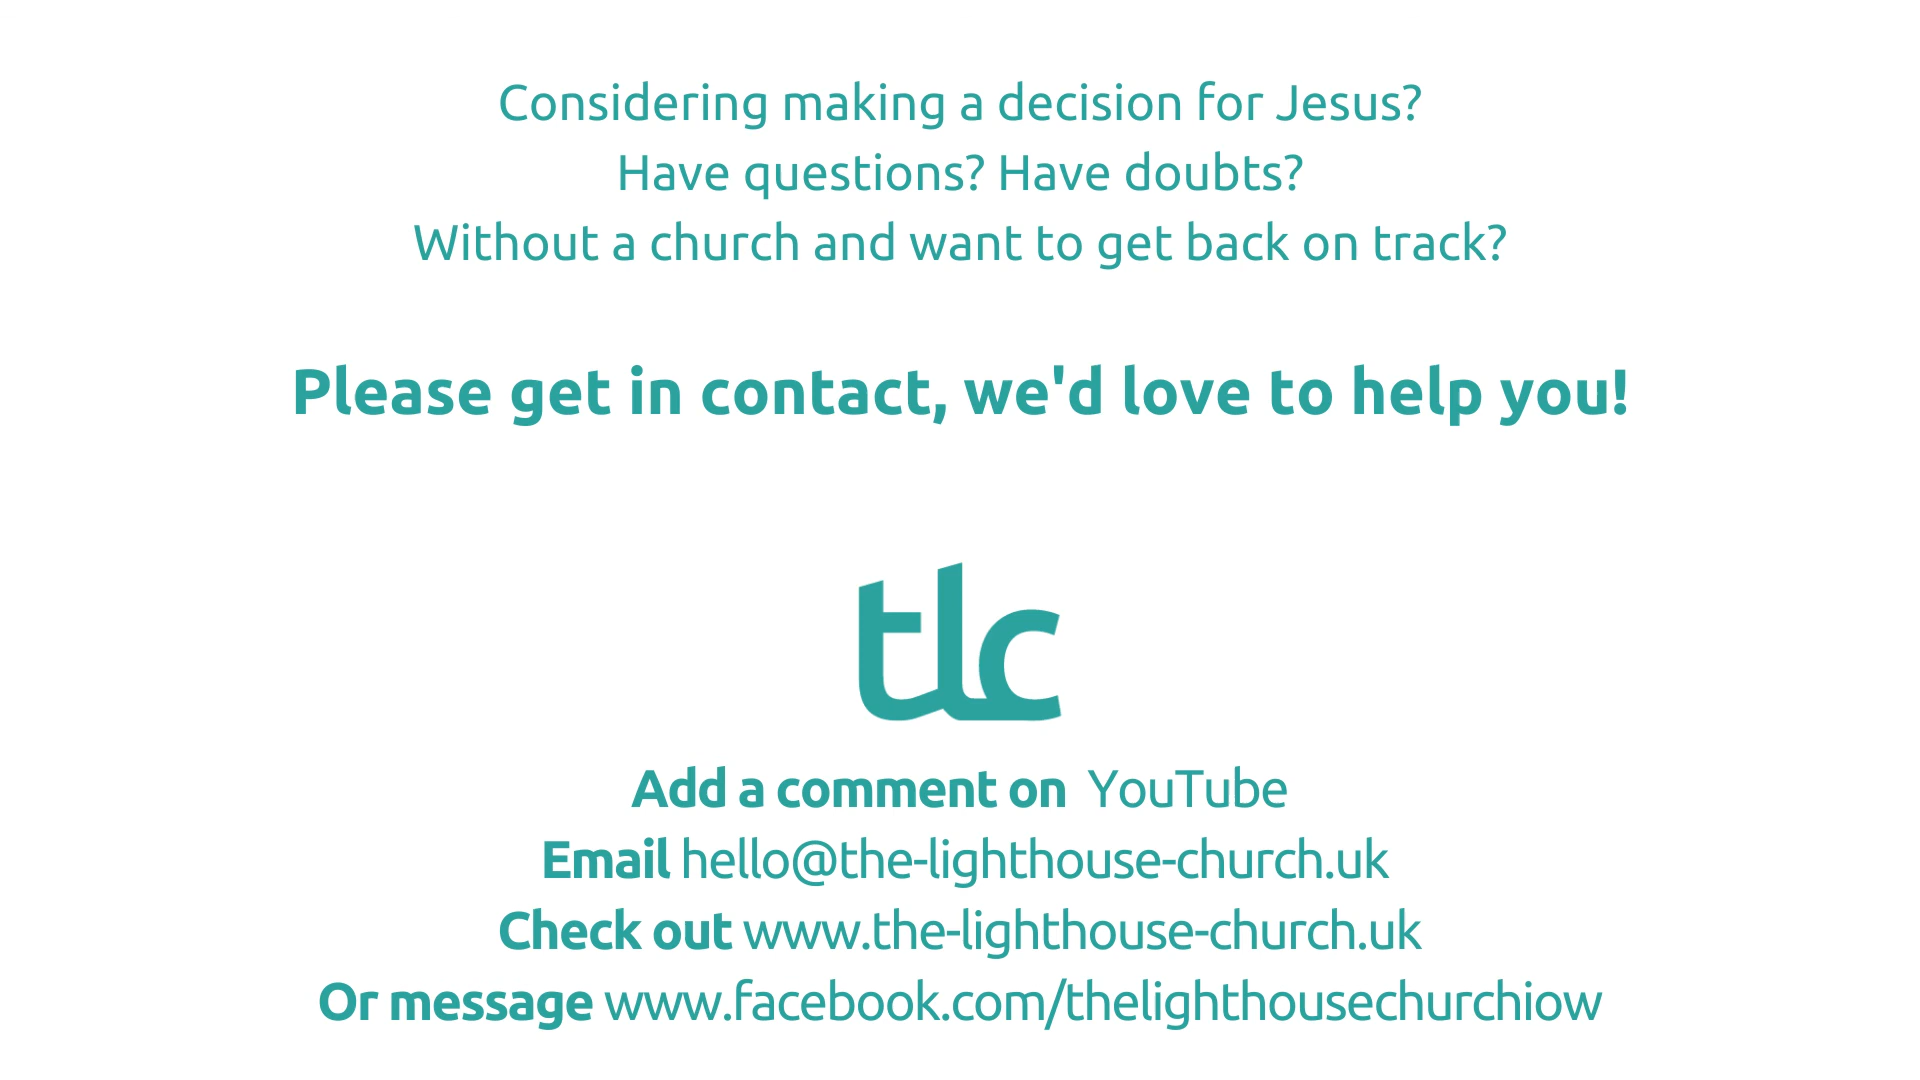 Considering making a decision for Jesus?
Have questions? Have doubts?
Without a church and want to get back on track?
Please get in contact, we'd love to help you!
tlc
Add a comment on YouTube
Email hello@the-lighthouse-church.uk
Check out www.the-lighthouse-church.uk
Or message www.facebook.com/thelighthousechurchiow